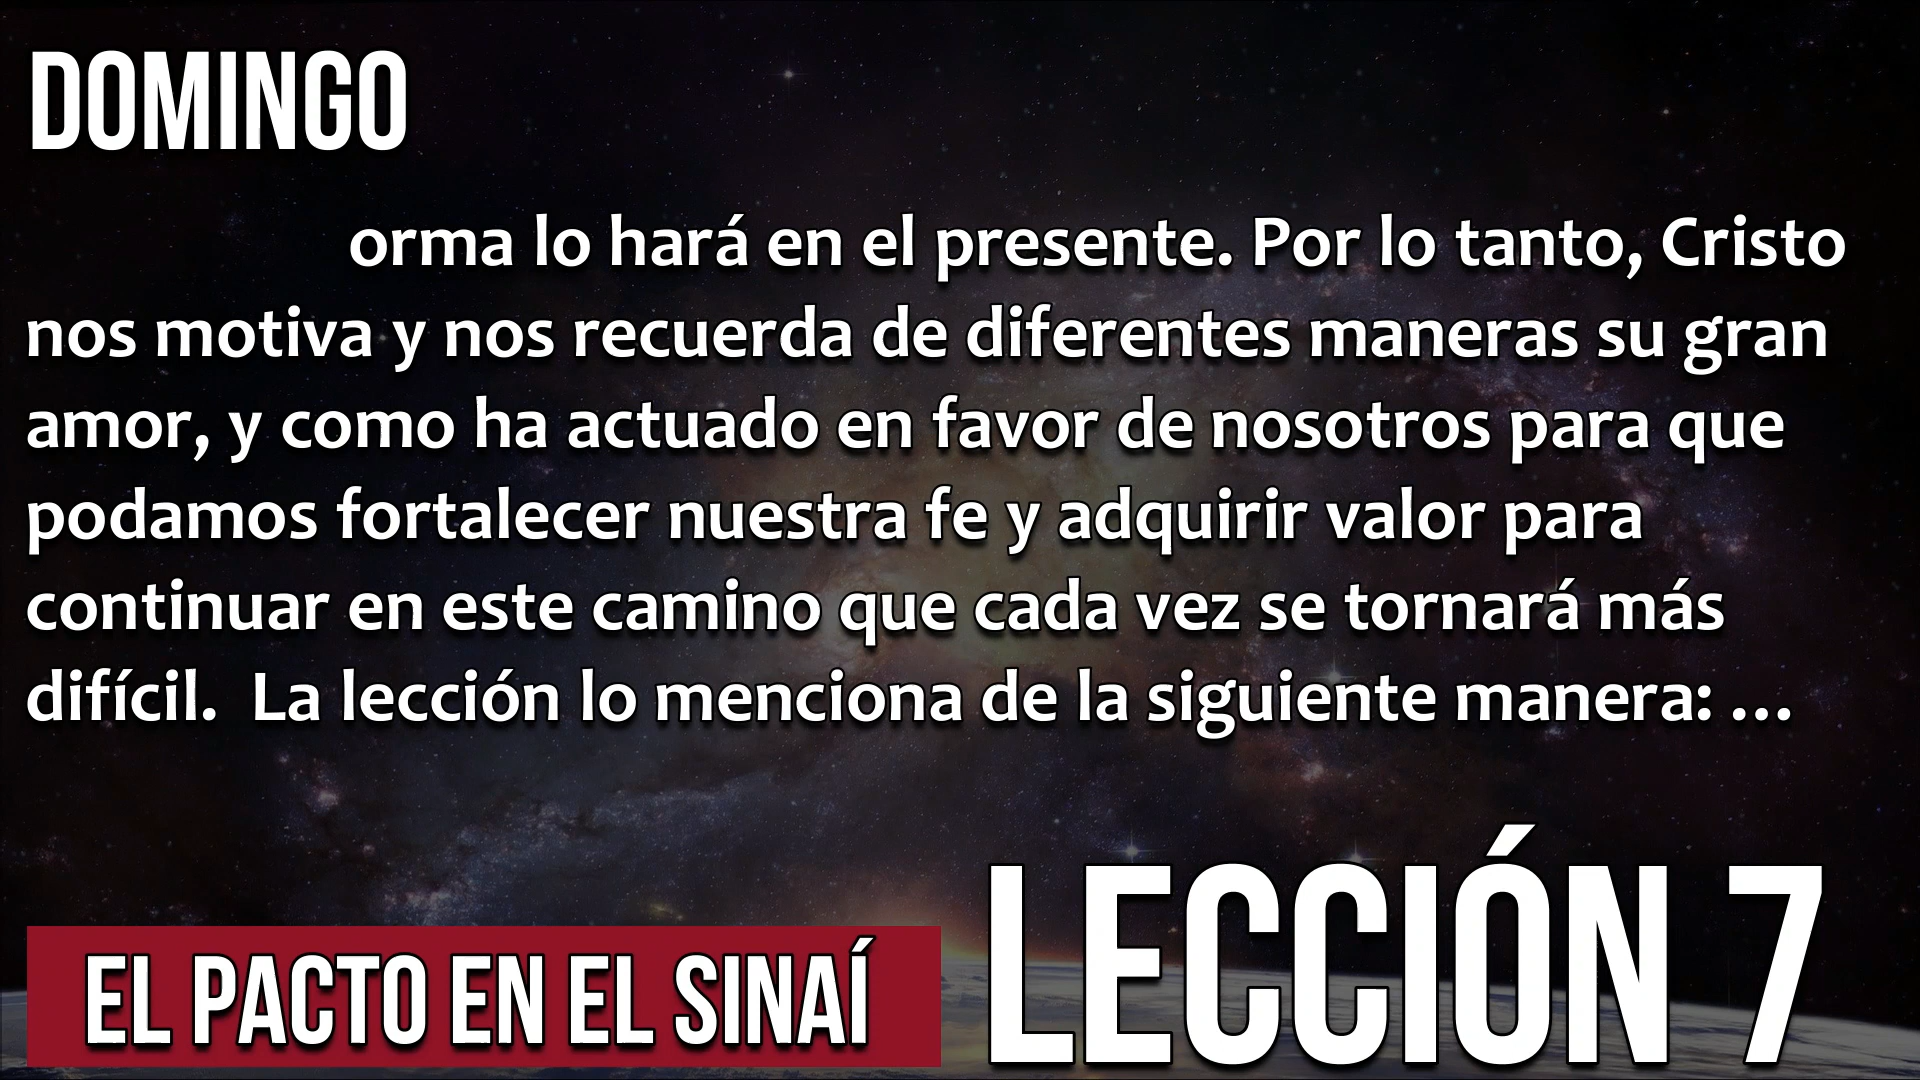 DOMINGO
orma lo hará en el presente. Por lo tanto, Cristo
nos motiva y nos recuerda de diferentes maneras su gran
amor, y como ha actuado en favor de nosotros para que
podamos fortalecer nuestra fe y adquirir valor para
continuar en este camino que cada vez se tornará más
difícil.  La lección lo menciona de la siguiente manera: ...
EL PACTO EN EL SINAÍ
LECCIÓN 7